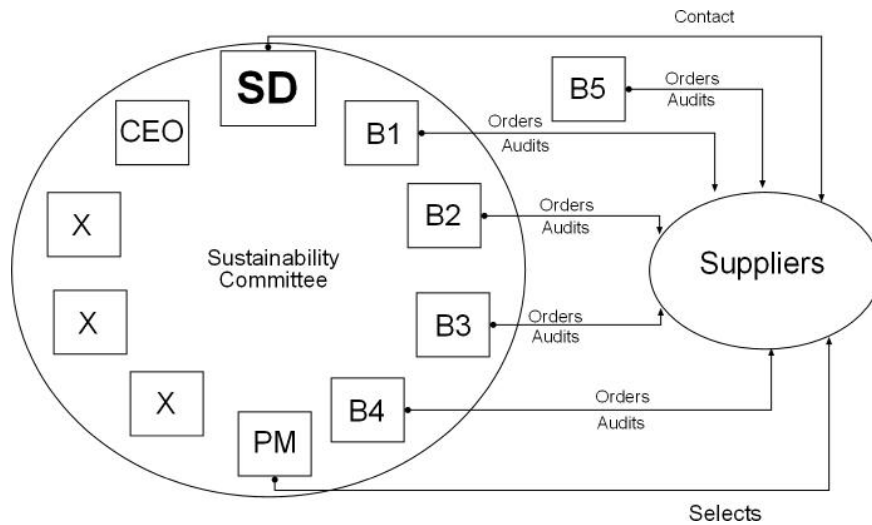 Contact
SD
B5
Orders
Audits
CEO
B1
Orders
Audits
X
B2
Orders
Audits
Sustainability
Committee
Suppliers
X
B3
Orders
Audits
X
B4
Orders
Audits
PM
Selects